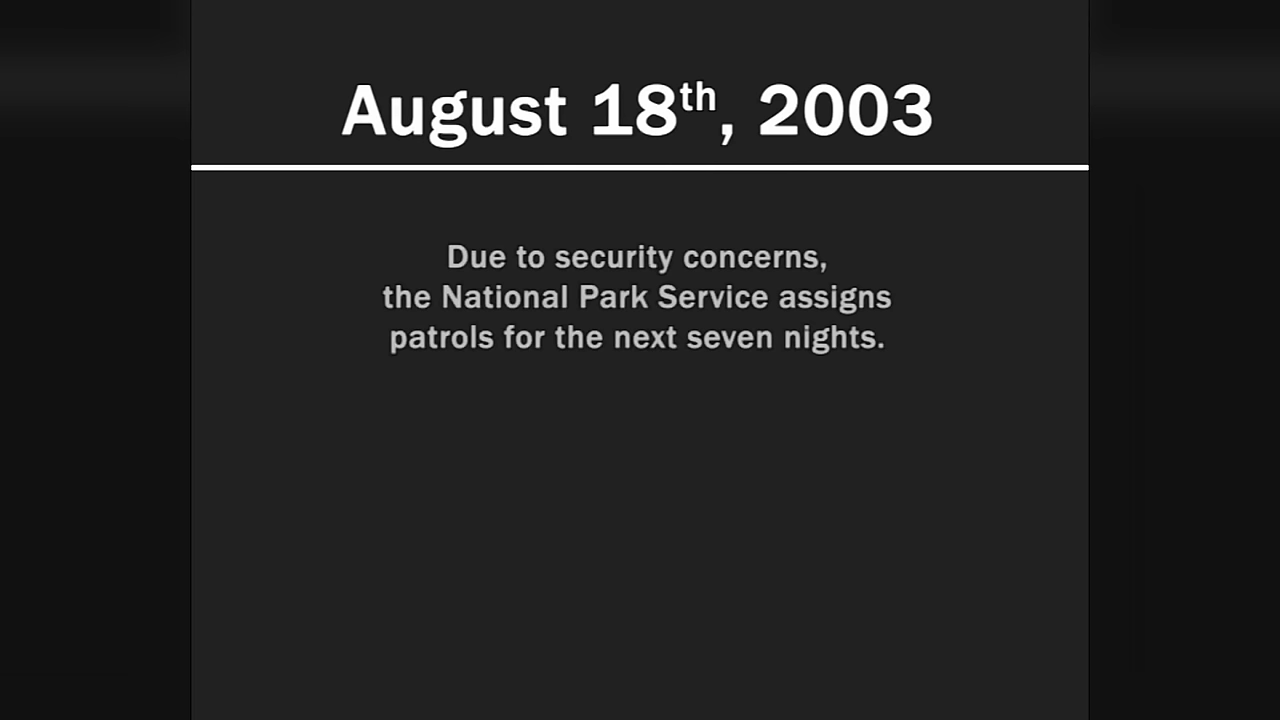 August 18th, 2003
Due to security concerns,
the National Park Service assigns
patrols for the next seven nights.